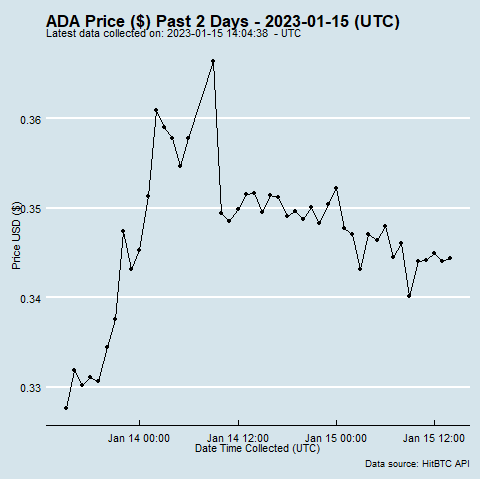 ADA Price ($) Past 2 Days - 2023-01-15 (UTC)
Latest data collected on: 2023-01-15 14:04:38 - UTC
0.36
0.35
0.34
0.33
Price USD ($)
Jan 14 00:00 Jan 14 12:00 Jan 15 00:00 Jan 15 12:00
Date Time Collected (UTC)
Data source: HitBTC API